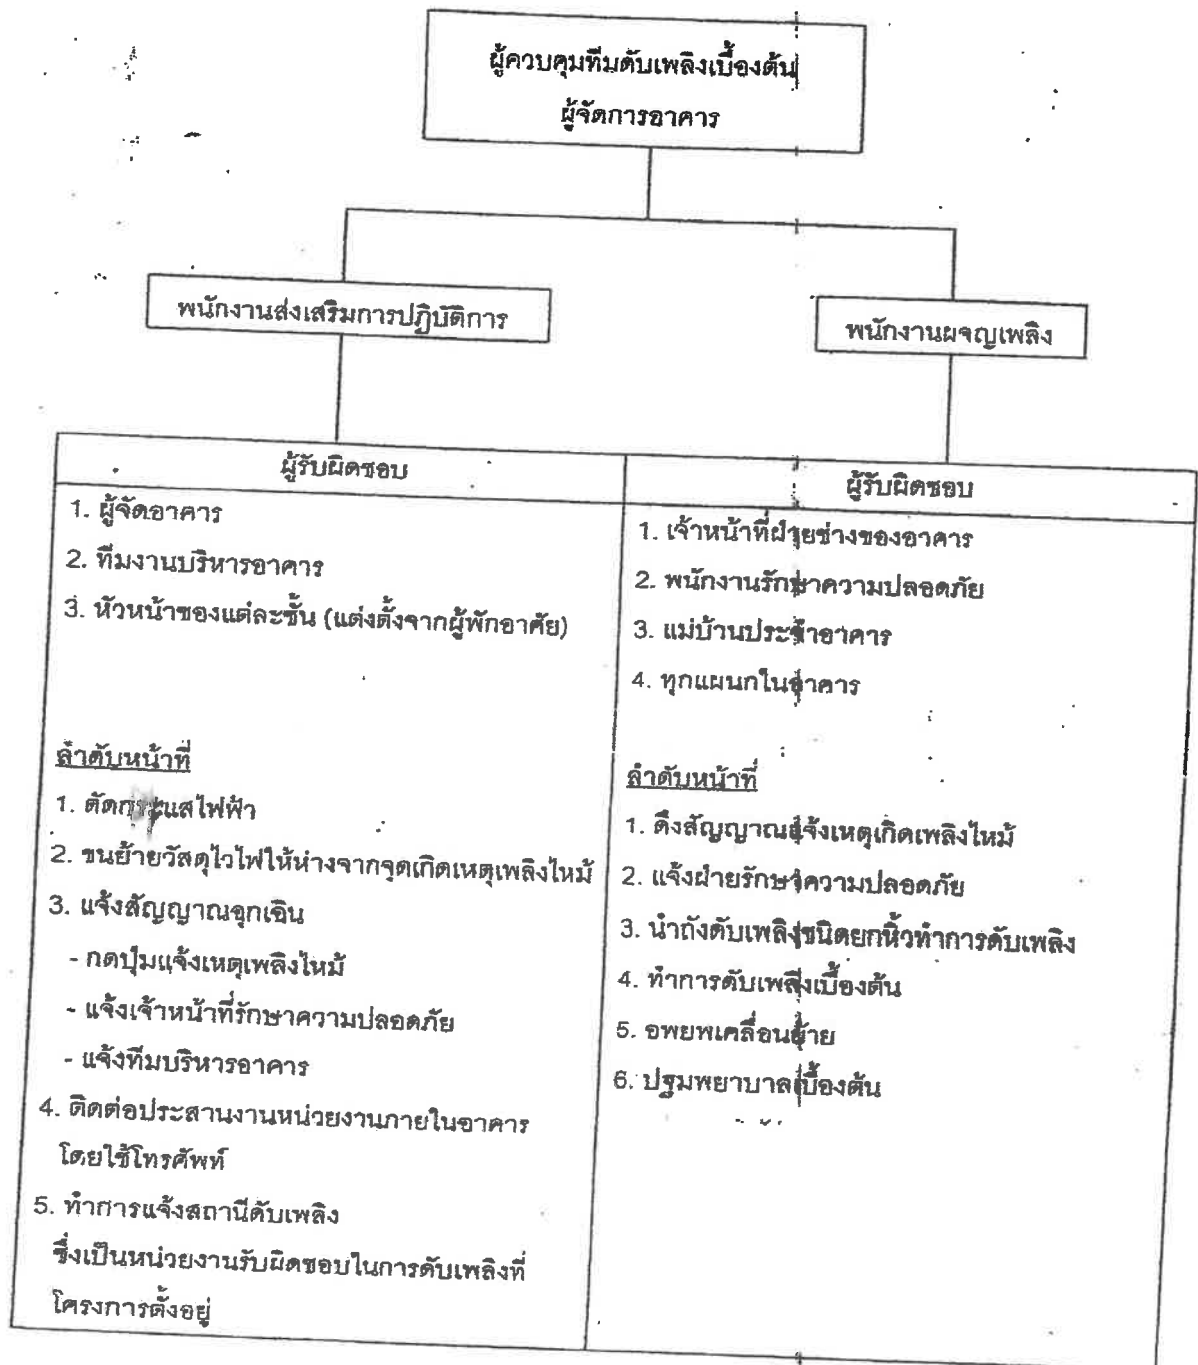 ผู้ควบคุมทีมดับเพลิงเบื้องต้น
ผู้จัดการอาคาร
พนักงานส่งเสริมการปฏิบัติการ
พนักงานผจญเพลิง
ผู้รับผิดชอบ
1. ผู้จัดอาคาร
2. ทีมงานบริหารอาคาร
3. หัวหน้าของแต่ละชั้น (แต่งตั้งจากผู้พักอาศัย)
ลำดับหน้าที่
1. ตัดกระแสไฟฟ้า
2. ขนย้ายวัสดุไวไฟให้ห่างจากจุดเกิดเหตุเพลิงไหม้
3. แจ้งสัญญาณฉุกเฉิน
- กดปุ่มแจ้งเหตุเพลิงไหม้
- แจ้งเจ้าหน้าที่รักษาความปลอดภัย
- แจ้งทีมบริหารอาคาร
4. ติดต่อประสานงานหน่วยงานภายในอาคาร
โดยใช้โทรศัพท์
5. ทำการแจ้งสถานีดับเพลิง
ซึ่งเป็นหน่วยงานรับผิดชอบในการดับเพลิงที่
โครงการตั้งอยู่
ผู้รับผิดชอบ
1. เจ้าหน้าที่ฝ่ายช่างของอาคาร
2. พนักงานรักษาความปลอดภัย
3. แม่บ้านประจำอาคาร
4. ทุกแผนกในอาคาร
ลำดับหน้าที่
1. ดึงสัญญาณแจ้งเหตุเกิดเพลิงไหม้
2. แจ้งฝ่ายรักษาความปลอดภัย
3. นำถังดับเพลิงชนิดยกหิ้วทำการดับเพลิง
4. ทำการดับเพลิงเบื้องต้น
5. อพยพเคลื่อนย้าย
6. ปฐมพยาบาลเบื้องต้น